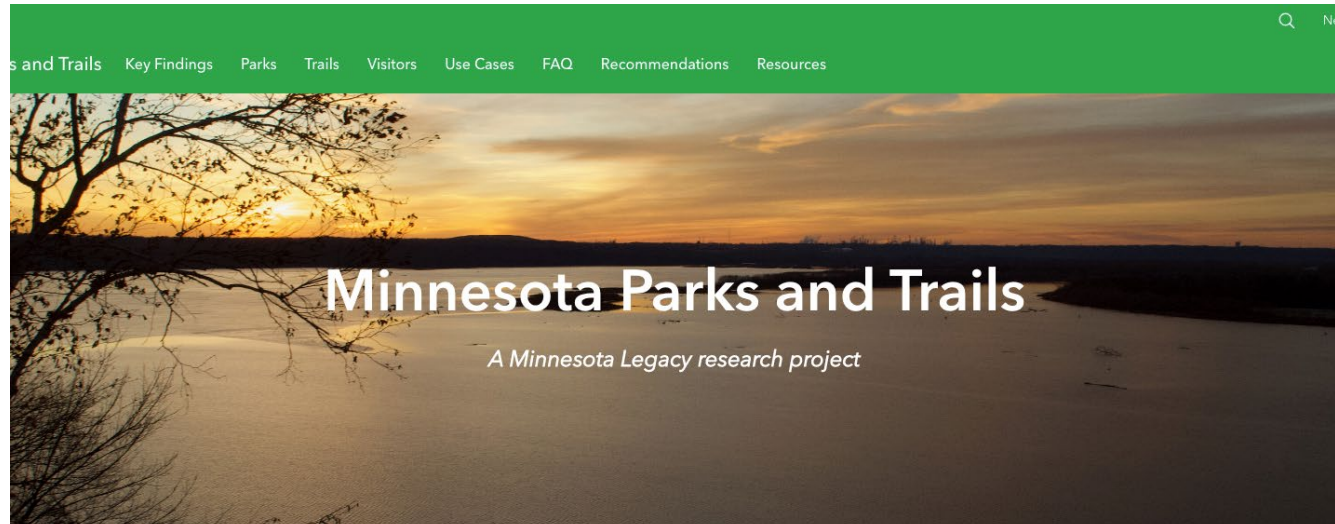 s and Trails Key Findings Parks Trails Visitors Use Cases FAQ Recommendations Resources
Minnesota Parks and Trails
A Minnesota Legacy research project